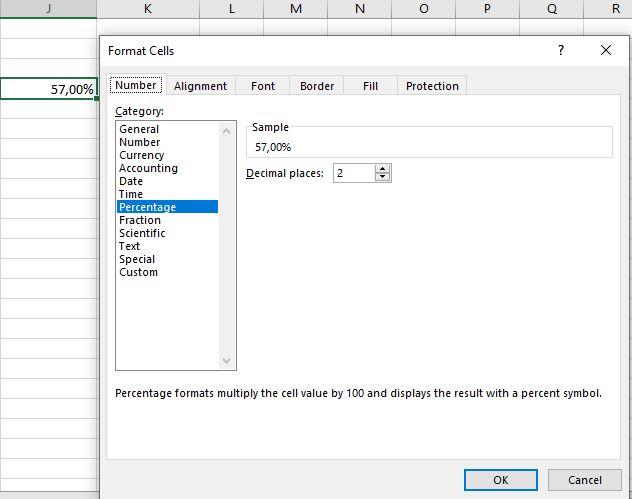 J K L M N O P Q R
Format Cells ?
57,00%
Number Alignment Font Border Fill Protection
Category:
General
Number
Currency
Accounting
Date
Time
Percentage
Fraction
Scientific
Text
Special
Custom
Sample
57,00%
Decimal places: 2
Percentage formats multiply the cell value by 100 and displays the result with a percent symbol.
OK Cancel